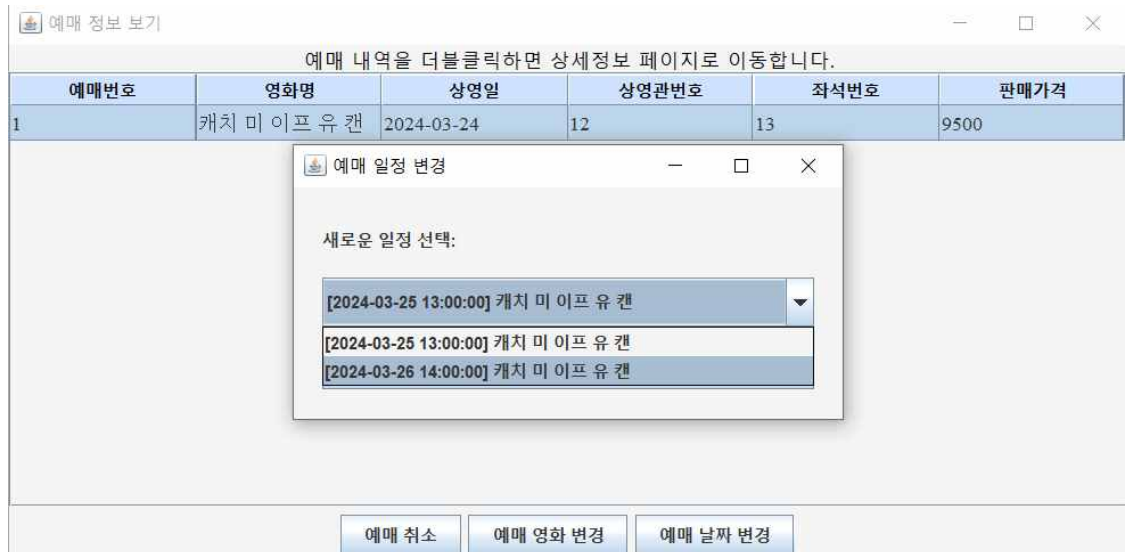 예매 정보 보기
예매 내역을 더블클릭하면 상세정보 페이지로 이동합니다.
예매번호 영화명 상영일 상영관번호 좌석번호 판매가격
1 캐치 미 이프 유 캔 2024-03-24 12 13 9500
예매 일정 변경
새로운 일정 선택:
[2024-03-25 13:00:00] 캐치 미 이프 유 캔
[2024-03-25 13:00:00] 캐치 미 이프 유 캔
[2024-03-26 14:00:00] 캐치 미 이프 유 캔
예매 취소 예매 영화 변경 예매 날짜 변경